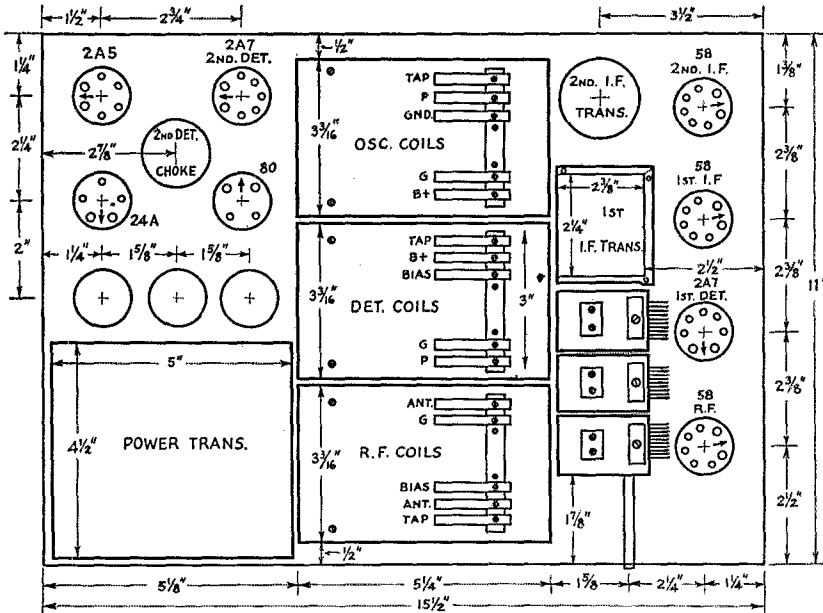 1½" 2¾" 3½"
1¼"
2A5
2A7
2ND. DET.
½"
2ND. I.F.
TRANS.
58
2ND. I.F.
1⅜"
TAP
P
GND.
3³⁄₁₆"
OSC. COILS
G
B+
2¼"
2⅞"
2ND DET.
CHOKE
80
24A
2⅜"
2¼"
1ST
I.F. TRANS.
58
1ST. I.F
2⅜"
2"
1¼" 1⅝" 1⅝"
TAP
B+
BIAS
3³⁄₁₆"
DET. COILS
3"
G
P
2½"
2A7
1ST. DET.
2⅜"
11"
5"
4½"
POWER TRANS.
ANT.
G
3³⁄₁₆"
R.F. COILS
BIAS
ANT.
TAP
½"
58
R.F.
2⅜"
1⅞"
2½"
5⅛" 5¼" 1⅝ 2¼" 1¼"
15½"